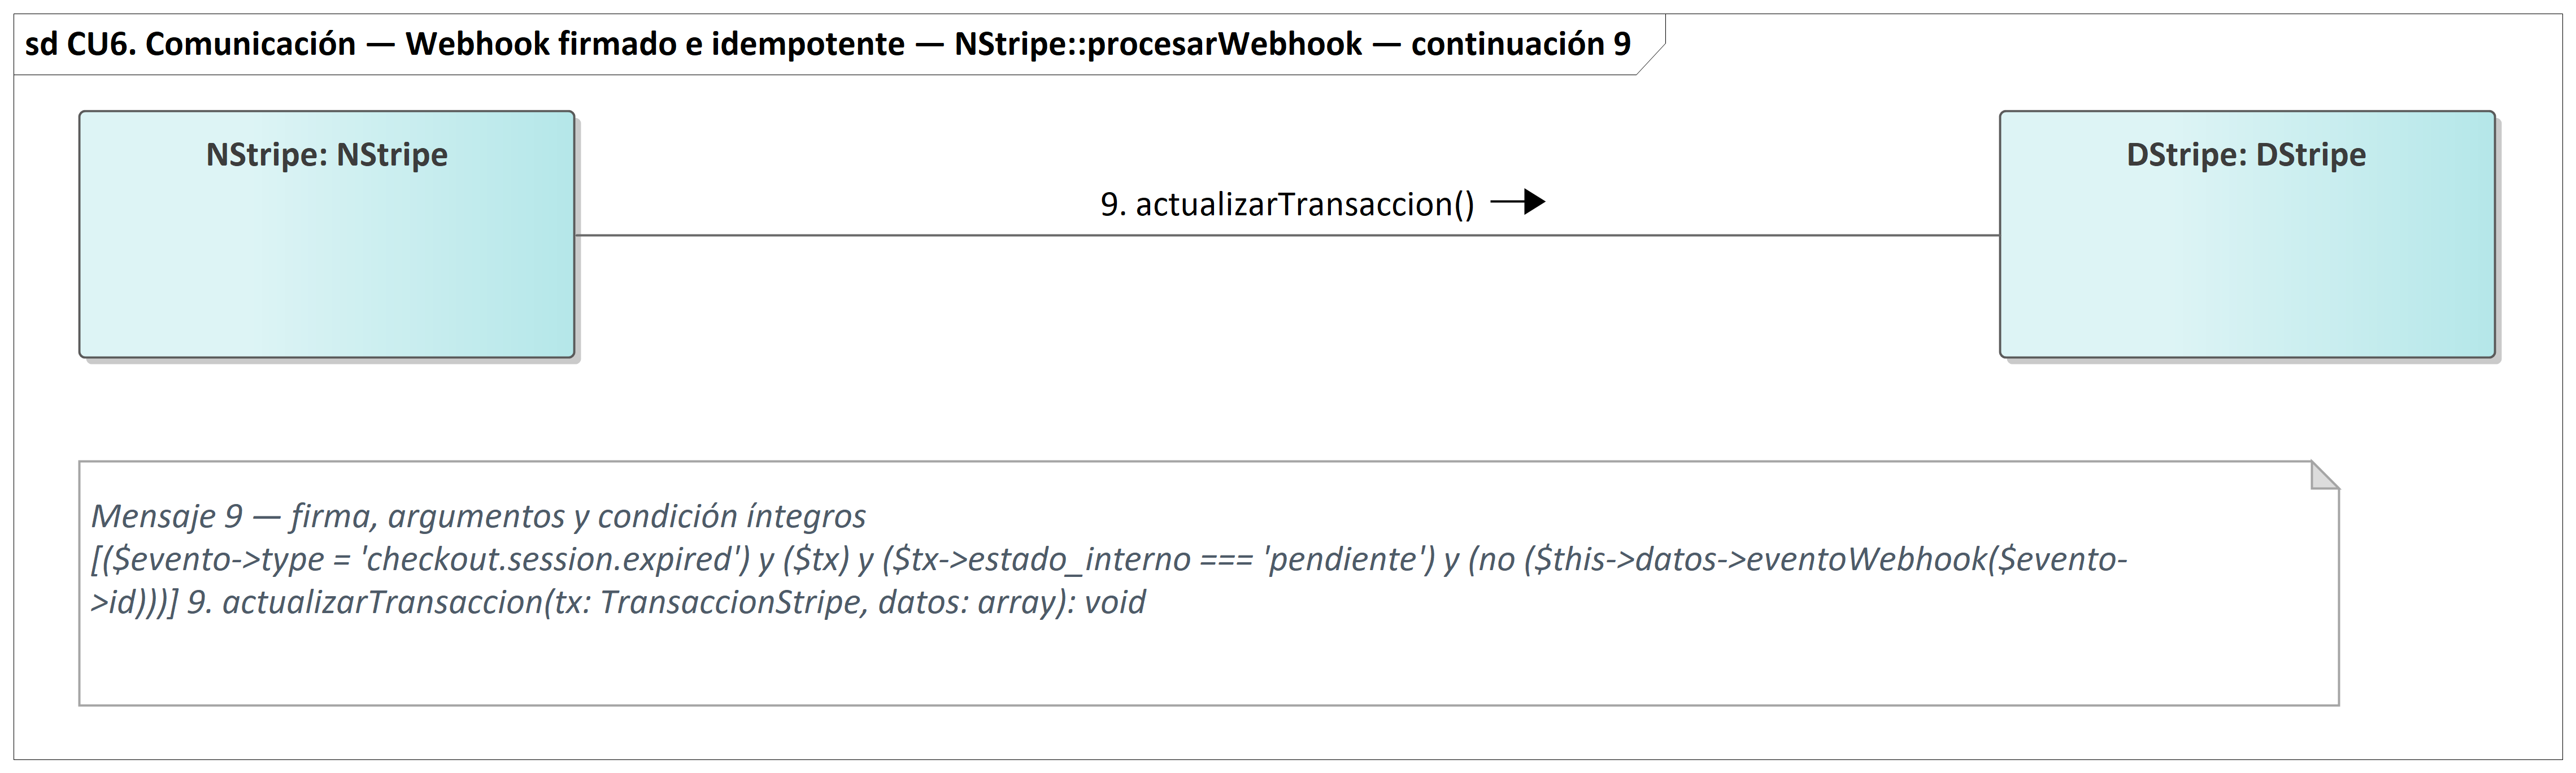 sd CU6. Comunicación — Webhook firmado e idempotente — NStripe::procesarWebhook — continuación 9
NStripe: NStripe
DStripe: DStripe
9. actualizarTransaccion()
Mensaje 9 — firma, argumentos y condición íntegros
[($evento->type = 'checkout.session.expired') y ($tx) y ($tx->estado_interno === 'pendiente') y (no ($this->datos->eventoWebhook($evento-
>id)))] 9. actualizarTransaccion(tx: TransaccionStripe, datos: array): void